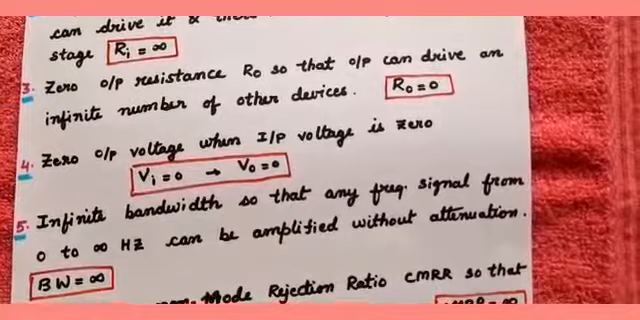 can drive it &
stage Ri = ∞
3. Zero o/p resistance Ro so that o/p can drive an
infinite number of other devices. Ro = 0
4. Zero o/p voltage when I/p voltage is zero
Vi = 0 → Vo = 0
5. Infinite bandwidth so that any freq. signal from
0 to ∞ HZ can be amplified without attenuation.
BW = ∞
Mode Rejection Ratio CMRR so that